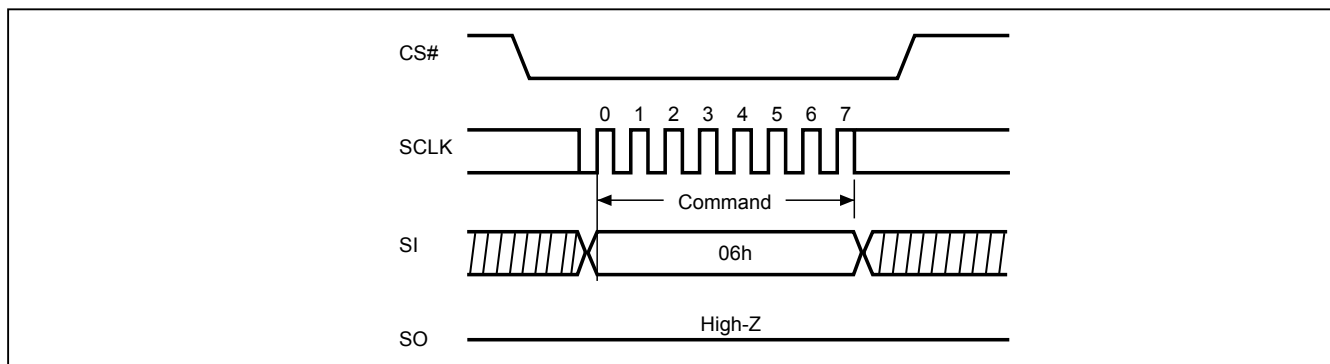 CS#
0 1 2 3 4 5 6 7
SCLK
Command
SI
06h
High-Z
SO